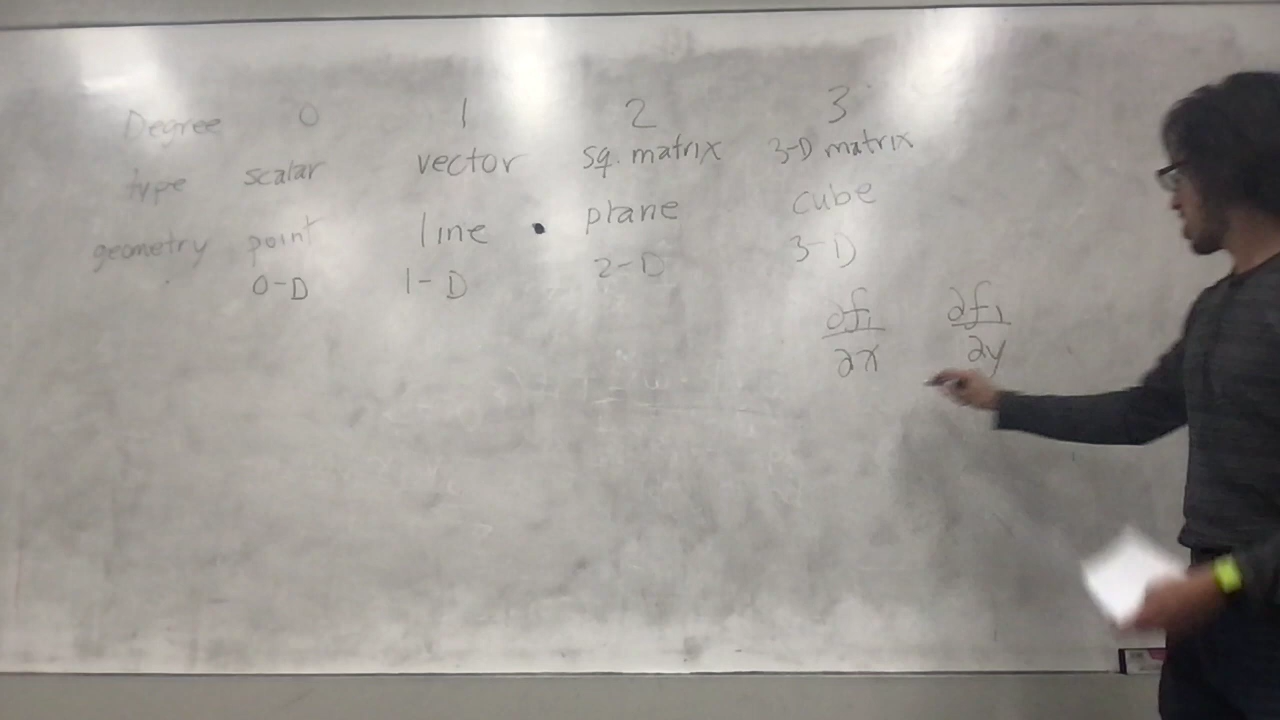 Degree 0 1 2 3
type scalar vector sq. matrix 3-D matrix
geometry point line plane cube
0-D 1-D 2-D 3-D
∂f₁/∂x ∂f₁/∂y